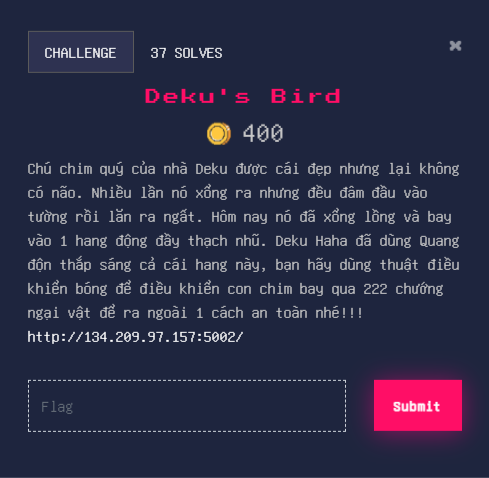 CHALLENGE
37 SOLVES
Deku's Bird
400
Chú chim quý của nhà Deku được cái đẹp nhưng lại không
có não. Nhiều lần nó xổng ra nhưng đều đâm đầu vào
tường rồi lăn ra ngất. Hôm nay nó đã xổng lồng và bay
vào 1 hang động đầy thạch nhũ. Deku Haha đã dùng Quang
độn thắp sáng cả cái hang này, bạn hãy dùng thuật điều
khiển bóng để điều khiển con chim bay qua 222 chướng
ngại vật để ra ngoài 1 cách an toàn nhé!!!
http://134.209.97.157:5002/
Flag
Submit